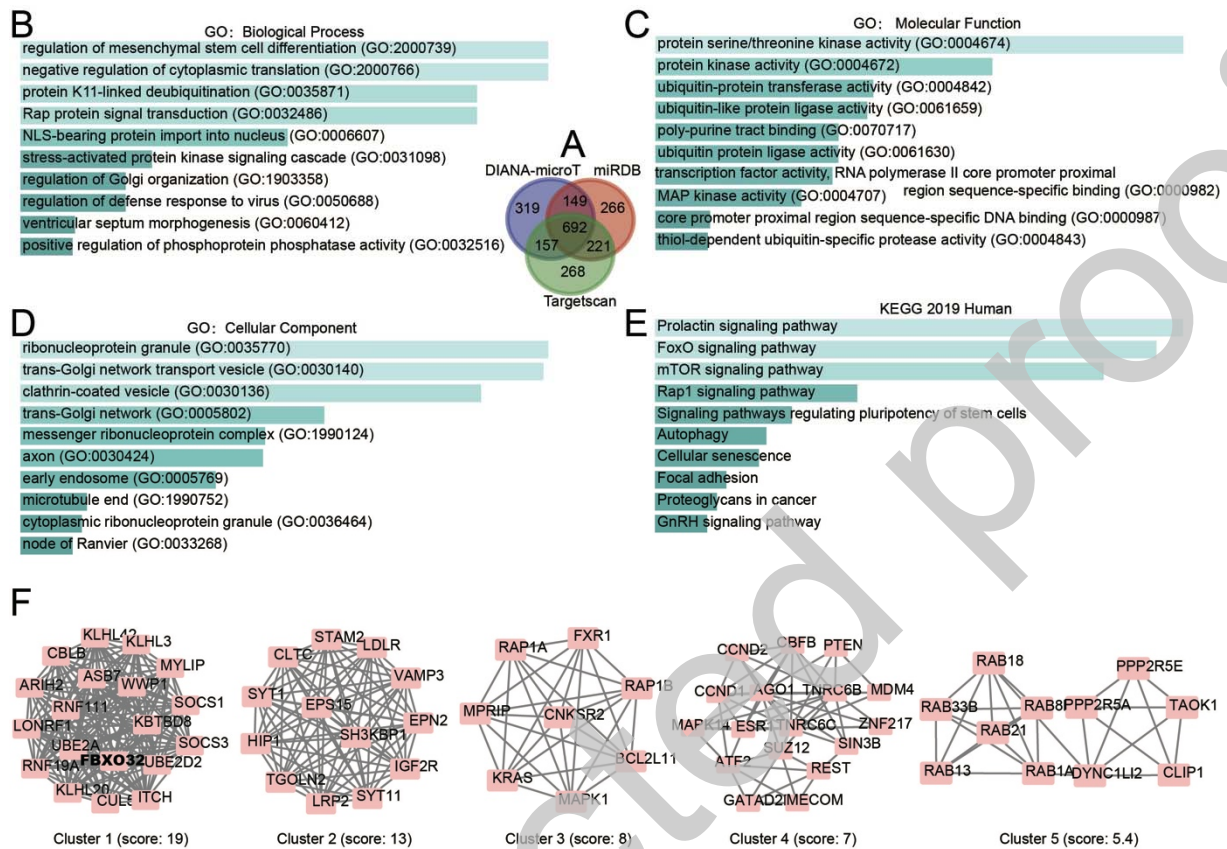 B
GO: Biological Process
regulation of mesenchymal stem cell differentiation (GO:2000739)
negative regulation of cytoplasmic translation (GO:2000766)
protein K11-linked deubiquitination (GO:0035871)
Rap protein signal transduction (GO:0032486)
NLS-bearing protein import into nucleus (GO:0006607)
stress-activated protein kinase signaling cascade (GO:0031098)
regulation of Golgi organization (GO:1903358)
regulation of defense response to virus (GO:0050688)
ventricular septum morphogenesis (GO:0060412)
positive regulation of phosphoprotein phosphatase activity (GO:0032516)
A
DIANA-microT
miRDB
319
149
266
692
157
221
268
Targetscan
C
GO: Molecular Function
protein serine/threonine kinase activity (GO:0004674)
protein kinase activity (GO:0004672)
ubiquitin-protein transferase activity (GO:0004842)
ubiquitin-like protein ligase activity (GO:0061659)
poly-purine tract binding (GO:0070717)
ubiquitin protein ligase activity (GO:0061630)
transcription factor activity, RNA polymerase II core promoter proximal
region sequence-specific binding (GO:0000982)
MAP kinase activity (GO:0004707)
core promoter proximal region sequence-specific DNA binding (GO:0000987)
thiol-dependent ubiquitin-specific protease activity (GO:0004843)
D
GO: Cellular Component
ribonucleoprotein granule (GO:0035770)
trans-Golgi network transport vesicle (GO:0030140)
clathrin-coated vesicle (GO:0030136)
trans-Golgi network (GO:0005802)
messenger ribonucleoprotein complex (GO:1990124)
axon (GO:0030424)
early endosome (GO:0005769)
microtubule end (GO:1990752)
cytoplasmic ribonucleoprotein granule (GO:0036464)
node of Ranvier (GO:0033268)
E
KEGG 2019 Human
Prolactin signaling pathway
FoxO signaling pathway
mTOR signaling pathway
Rap1 signaling pathway
Signaling pathways regulating pluripotency of stem cells
Autophagy
Cellular senescence
Focal adhesion
Proteoglycans in cancer
GnRH signaling pathway
F
KLHL42
KLHL3
CBLB
MYLIP
ASB7
WWP1
ARIH2
SOCS1
RNF111
LONRF1
KBTBD8
UBE2A
SOCS3
FBXO32
RNF19A
UBE2D2
KLHL20
CUL5
ITCH
Cluster 1 (score: 19)
STAM2
LDLR
CLTC
VAMP3
SYT1
EPS15
EPN2
HIP1
SH3KBP1
IGF2R
TGOLN2
LRP2
SYT11
Cluster 2 (score: 13)
FXR1
RAP1A
RAP1B
MPRIP
CNKSR2
BCL2L11
KRAS
MAPK1
Cluster 3 (score: 8)
CBFB
PTEN
CCND2
CCND1
AGO1
TNRC6B
MDM4
MAPK14
ESR1
TNRC6C
ZNF217
SUZ12
SIN3B
ATF2
REST
GATAD2
MECOM
Cluster 4 (score: 7)
RAB18
PPP2R5E
RAB33B
RAB8
PPP2R5A
TAOK1
RAB21
RAB13
RAB1A
DYNC1LI2
CLIP1
Cluster 5 (score: 5.4)